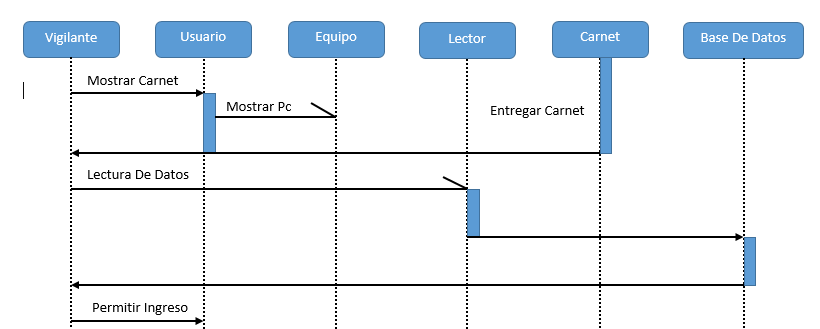 Vigilante
Usuario
Equipo
Lector
Carnet
Base De Datos
Mostrar Carnet
Mostrar Pc
Entregar Carnet
Lectura De Datos
Permitir Ingreso